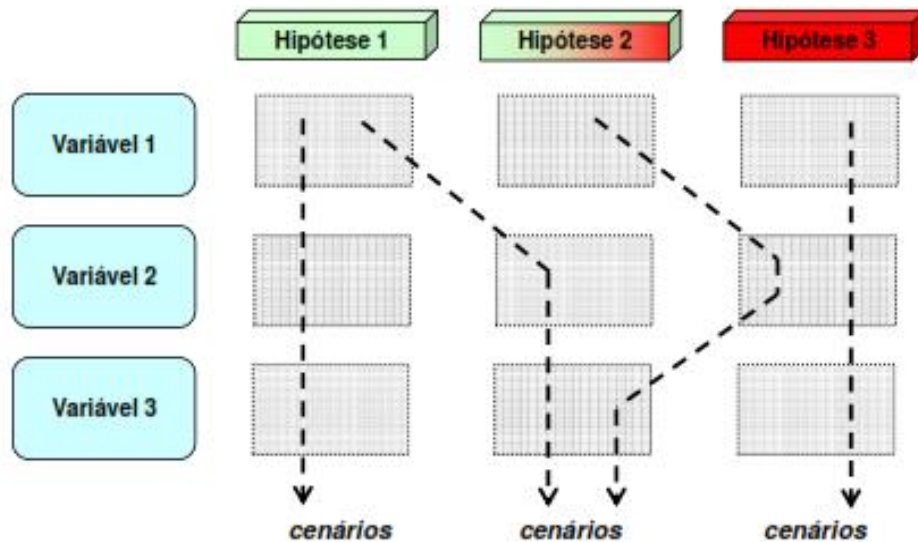 Hipótese 1
Hipótese 2
Hipótese 3
Variável 1
Variável 2
Variável 3
cenários
cenários
cenários